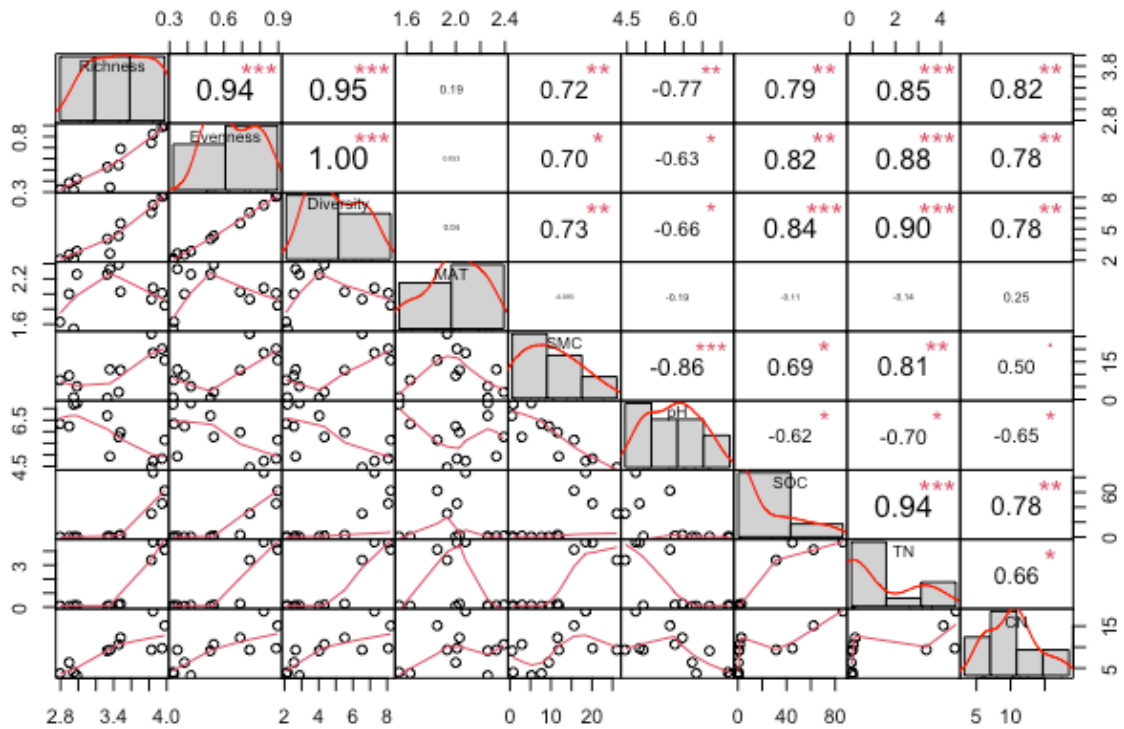 0.3 0.6 0.9 1.6 2.0 2.4 4.5 6.0 0 2 4
Richness 0.94 *** 0.95 *** 0.19 0.72 ** -0.77 ** 0.79 ** 0.85 *** 0.82 ** 2.8 3.8
0.3 0.8 Evenness 1.00 *** 0.70 * -0.63 * 0.82 ** 0.88 *** 0.78 **
Diversity 0.04 0.73 ** -0.66 * 0.84 *** 0.90 *** 0.78 ** 2 5 8
1.6 2.2 MAT -0.19 -0.11 -0.14 0.25
SMC -0.86 *** 0.69 * 0.81 ** 0.50 . 0 15
4.5 6.5 pH -0.62 * -0.70 * -0.65 *
SOC 0.94 *** 0.78 ** 0 60
0 3 TN 0.66 *
CN 5 15
2.8 3.4 4.0 2 4 6 8 0 10 20 0 40 80 5 10